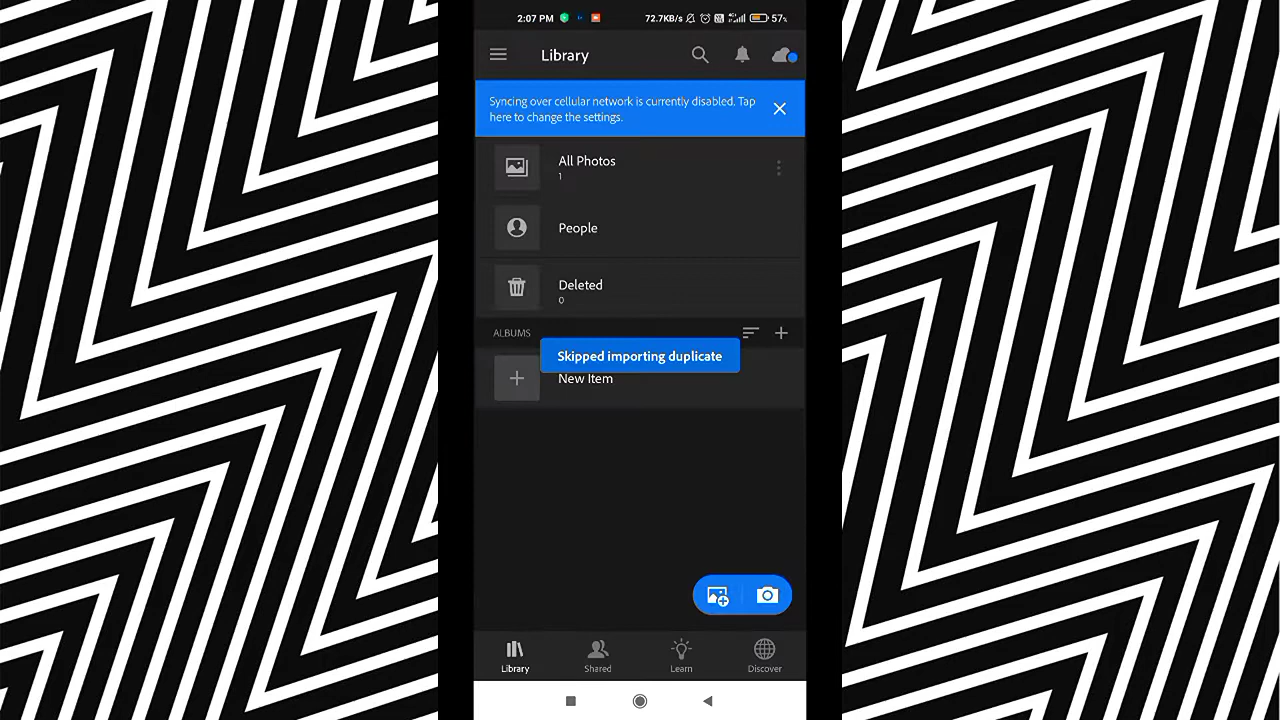 2:07 PM 72.7KB/s 57%
Library
Syncing over cellular network is currently disabled. Tap
here to change the settings.
All Photos
1
People
Deleted
0
ALBUMS
Skipped importing duplicate
New Item
Library Shared Learn Discover